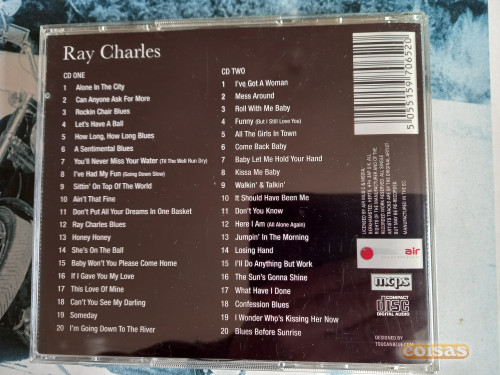 Ray Charles
CD ONE
1 Alone In The City
2 Can Anyone Ask For More
3 Rockin Chair Blues
4 Let's Have A Ball
5 How Long, How Long Blues
6 A Sentimental Blues
7 You'll Never Miss Your Water (Til The Well Run Dry)
8 I've Had My Fun (Going Down Slow)
9 Sittin' On Top Of The World
10 Ain't That Fine
11 Don't Put All Your Dreams In One Basket
12 Ray Charles Blues
13 Honey Honey
14 She's On The Ball
15 Baby Won't You Please Come Home
16 If I Gave You My Love
17 This Love Of Mine
18 Can't You See My Darling
19 Someday
20 I'm Going Down To The River
CD TWO
1 I've Got A Woman
2 Mess Around
3 Roll With Me Baby
4 Funny (But I Still Love You)
5 All The Girls In Town
6 Come Back Baby
7 Baby Let Me Hold Your Hand
8 Kissa Me Baby
9 Walkin' & Talkin'
10 It Should Have Been Me
11 Don't You Know
12 Here I Am (All Alone Again)
13 Jumpin' In The Morning
14 Losing Hand
15 I'll Do Anything But Work
16 The Sun's Gonna Shine
17 What Have I Done
18 Confession Blues
19 I Wonder Who's Kissing Her Now
20 Blues Before Sunrise
5 055159 706520
air
mcps
COMPACT
disc
DIGITAL AUDIO
DESIGNED BY
TOUCANBLUE.COM
coisas